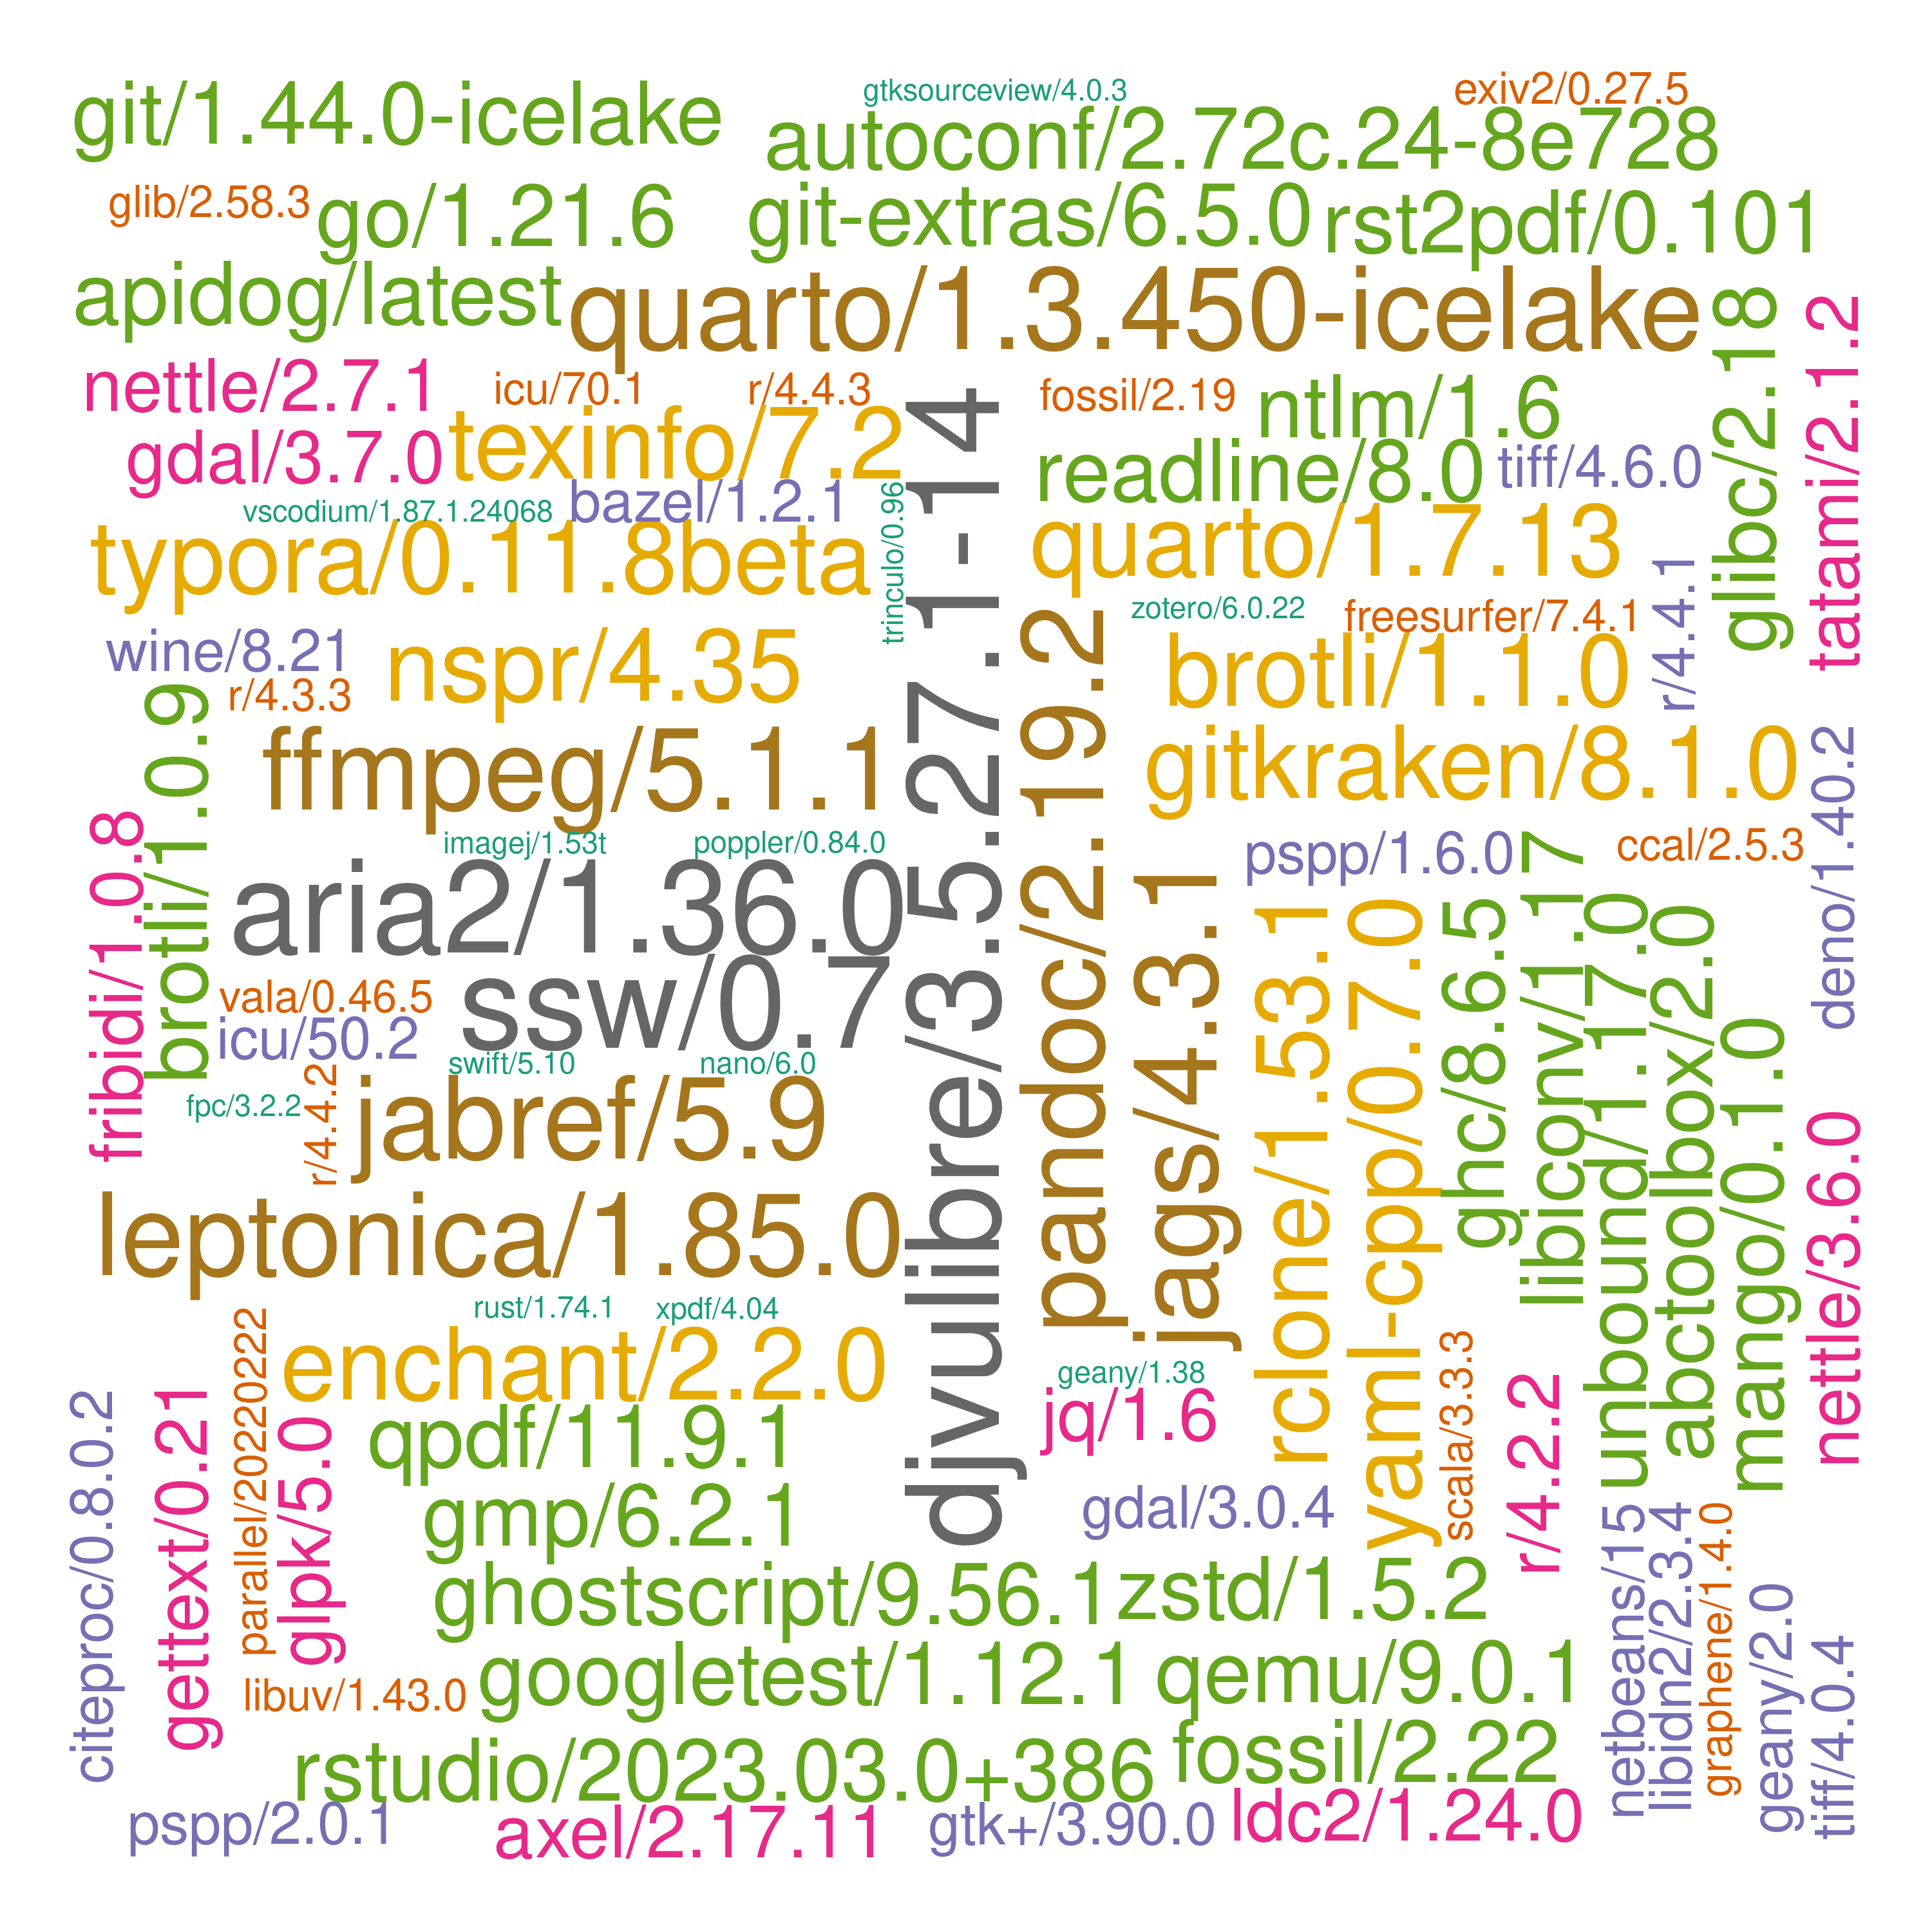 gtksourceview/4.0.3
exiv2/0.27.5
git/1.44.0-icelake
autoconf/2.72c.24-8e728
glib/2.58.3
go/1.21.6
git-extras/6.5.0
rst2pdf/0.101
apidog/latest
quarto/1.3.450-icelake
glibc/2.18
tatami/2.1.2
nettle/2.7.1
icu/70.1
r/4.4.3
fossil/2.19
ntlm/1.6
gdal/3.7.0
texinfo/7.2
readline/8.0
tiff/4.6.0
vscodium/1.87.1.24068
bazel/1.2.1
trinculo/0.96
djvulibre/3.5.27.1-14
typora/0.11.8beta
quarto/1.7.13
r/4.4.1
zotero/6.0.22
freesurfer/7.4.1
wine/8.21
nspr/4.35
pandoc/2.19.2
brotli/1.1.0
r/4.3.3
brotli/1.0.9
ffmpeg/5.1.1
gitkraken/8.1.0
deno/1.40.2
fribidi/1.0.8
imagej/1.53t
poppler/0.84.0
pspp/1.6.0
ccal/2.5.3
aria2/1.36.0
jags/4.3.1
rclone/1.53.1
yaml-cpp/0.7.0
ghc/8.6.5
libiconv/1.17
unbound/1.17.0
abctoolbox/2.0
mango/0.1.0
vala/0.46.5
ssw/0.7
icu/50.2
swift/5.10
nano/6.0
fpc/3.2.2
r/4.4.2
jabref/5.9
nettle/3.6.0
leptonica/1.85.0
rust/1.74.1
xpdf/4.04
parallel/20220222
enchant/2.2.0
geany/1.38
scala/3.3.3
citeproc/0.8.0.2
gettext/0.21
glpk/5.0
qpdf/11.9.1
jq/1.6
r/4.2.2
gmp/6.2.1
gdal/3.0.4
netbeans/15
libidn2/2.3.4
graphene/1.4.0
ghostscript/9.56.1
zstd/1.5.2
geany/2.0
tiff/4.0.4
libuv/1.43.0
googletest/1.12.1
qemu/9.0.1
rstudio/2023.03.0+386
fossil/2.22
pspp/2.0.1
axel/2.17.11
gtk+/3.90.0
ldc2/1.24.0